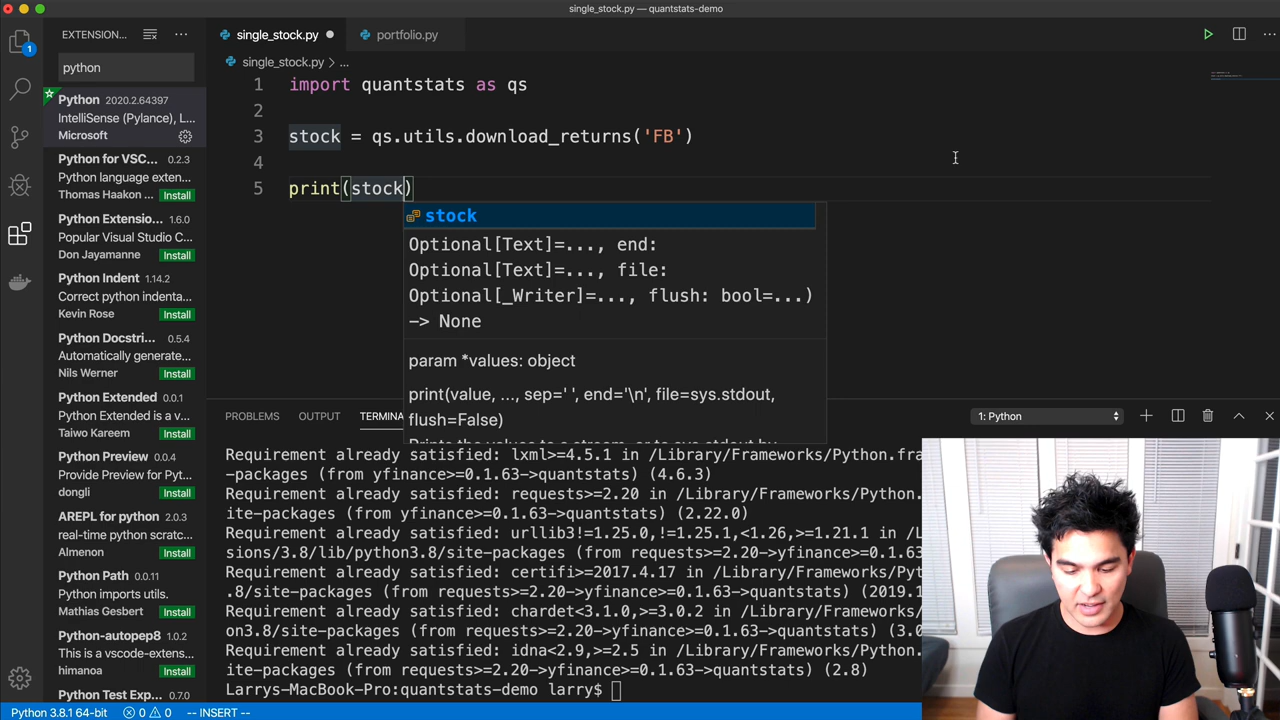 single_stock.py — quantstats-demo
EXTENSION…
python
Python 2020.2.64397
IntelliSense (Pylance), L…
Microsoft
Python for VSC… 0.2.3
Python language exten…
Thomas Haakon … Install
Python Extensio… 1.6.0
Popular Visual Studio C…
Don Jayamanne Install
Python Indent 1.14.2
Correct python indenta…
Kevin Rose Install
Python Docstri… 0.5.4
Automatically generate…
Nils Werner Install
Python Extended 0.0.1
Python Extended is a v…
Taiwo Kareem Install
Python Preview 0.0.4
Provide Preview for Pyt…
dongli Install
AREPL for python 2.0.3
real-time python scratc…
Almenon Install
Python Path 0.0.11
Python imports utils.
Mathias Gesbert Install
Python-autopep8 1.0.2
This is a vscode-extens…
himanoa Install
Python Test Exp… 0.7.0
1
single_stock.py
portfolio.py
single_stock.py > ...
1 import quantstats as qs
2
3 stock = qs.utils.download_returns('FB')
4
5 print(stock)
stock
Optional[Text]=..., end:
Optional[Text]=..., file:
Optional[_Writer]=..., flush: bool=...)
-> None
param *values: object
print(value, ..., sep=' ', end='\n', file=sys.stdout,
flush=False)
Prints the values to a stream, or to sys.stdout by
PROBLEMS OUTPUT TERMINA
1: Python
Requirement already satisfied: lxml>=4.5.1 in /Library/Frameworks/Python.fra
-packages (from yfinance>=0.1.63->quantstats) (4.6.3)
Requirement already satisfied: requests>=2.20 in /Library/Frameworks/Python.
ite-packages (from yfinance>=0.1.63->quantstats) (2.22.0)
Requirement already satisfied: urllib3!=1.25.0,!=1.25.1,<1.26,>=1.21.1 in /L
sions/3.8/lib/python3.8/site-packages (from requests>=2.20->yfinance>=0.1.63
Requirement already satisfied: certifi>=2017.4.17 in /Library/Frameworks/Pyt
.8/site-packages (from requests>=2.20->yfinance>=0.1.63->quantstats) (2019.1
Requirement already satisfied: chardet<3.1.0,>=3.0.2 in /Library/Frameworks/
on3.8/site-packages (from requests>=2.20->yfinance>=0.1.63->quantstats) (3.0
Requirement already satisfied: idna<2.9,>=2.5 in /Library/Frameworks/Python.
ite-packages (from requests>=2.20->yfinance>=0.1.63->quantstats) (2.8)
Larrys-MacBook-Pro:quantstats-demo larry$
Python 3.8.1 64-bit 0 0 -- INSERT --